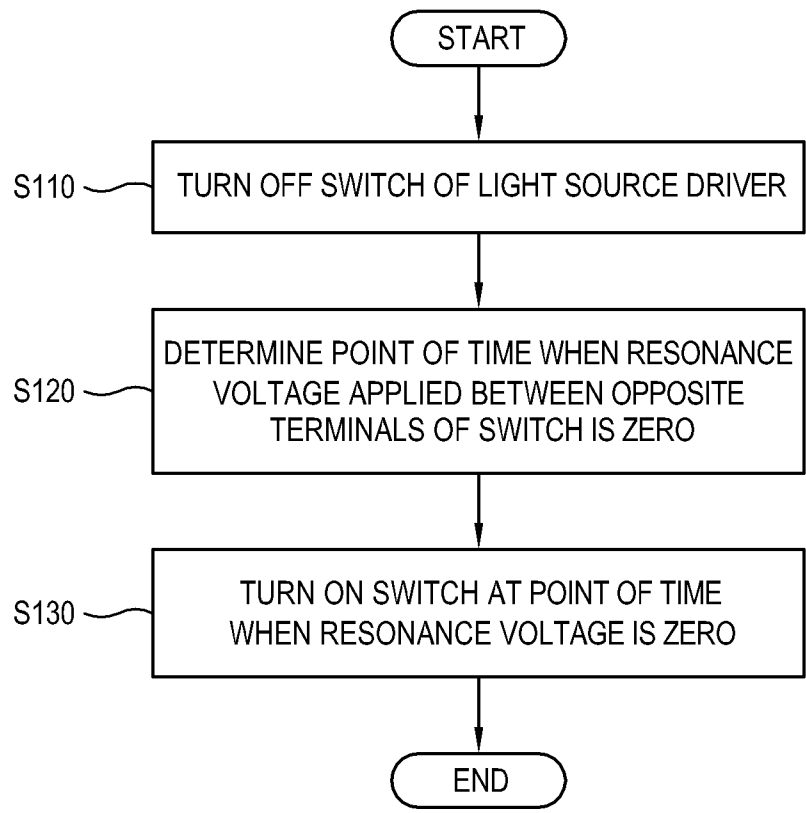 START
S110
TURN OFF SWITCH OF LIGHT SOURCE DRIVER
S120
DETERMINE POINT OF TIME WHEN RESONANCE
VOLTAGE APPLIED BETWEEN OPPOSITE
TERMINALS OF SWITCH IS ZERO
S130
TURN ON SWITCH AT POINT OF TIME
WHEN RESONANCE VOLTAGE IS ZERO
END